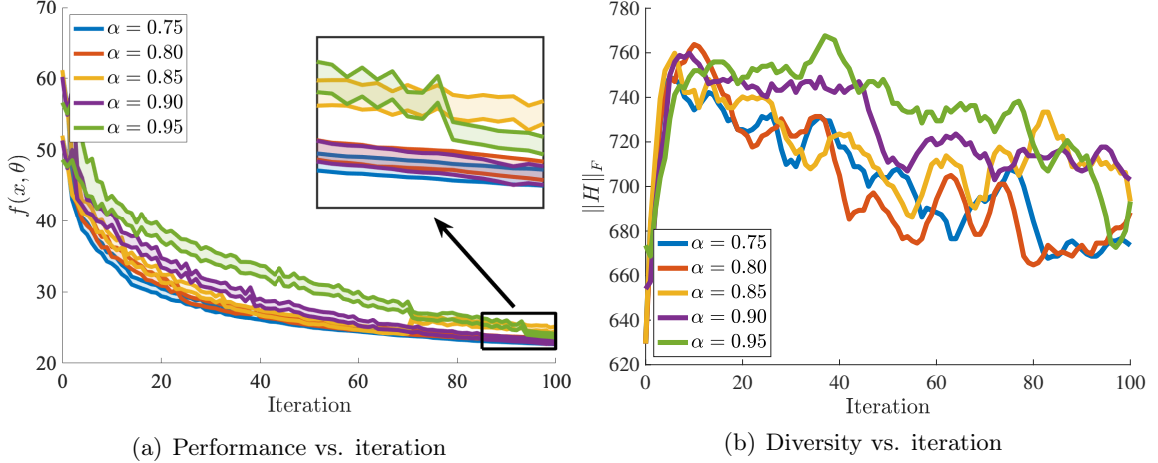 70
60
50
40
30
20
f(x, θ)
α = 0.75
α = 0.80
α = 0.85
α = 0.90
α = 0.95
0
20
40
60
80
100
Iteration
(a) Performance vs. iteration
760
740
720
700
680
660
640
620
‖H‖_F
α = 0.75
α = 0.80
α = 0.85
α = 0.90
α = 0.95
0
20
40
60
80
100
Iteration
(b) Diversity vs. iteration